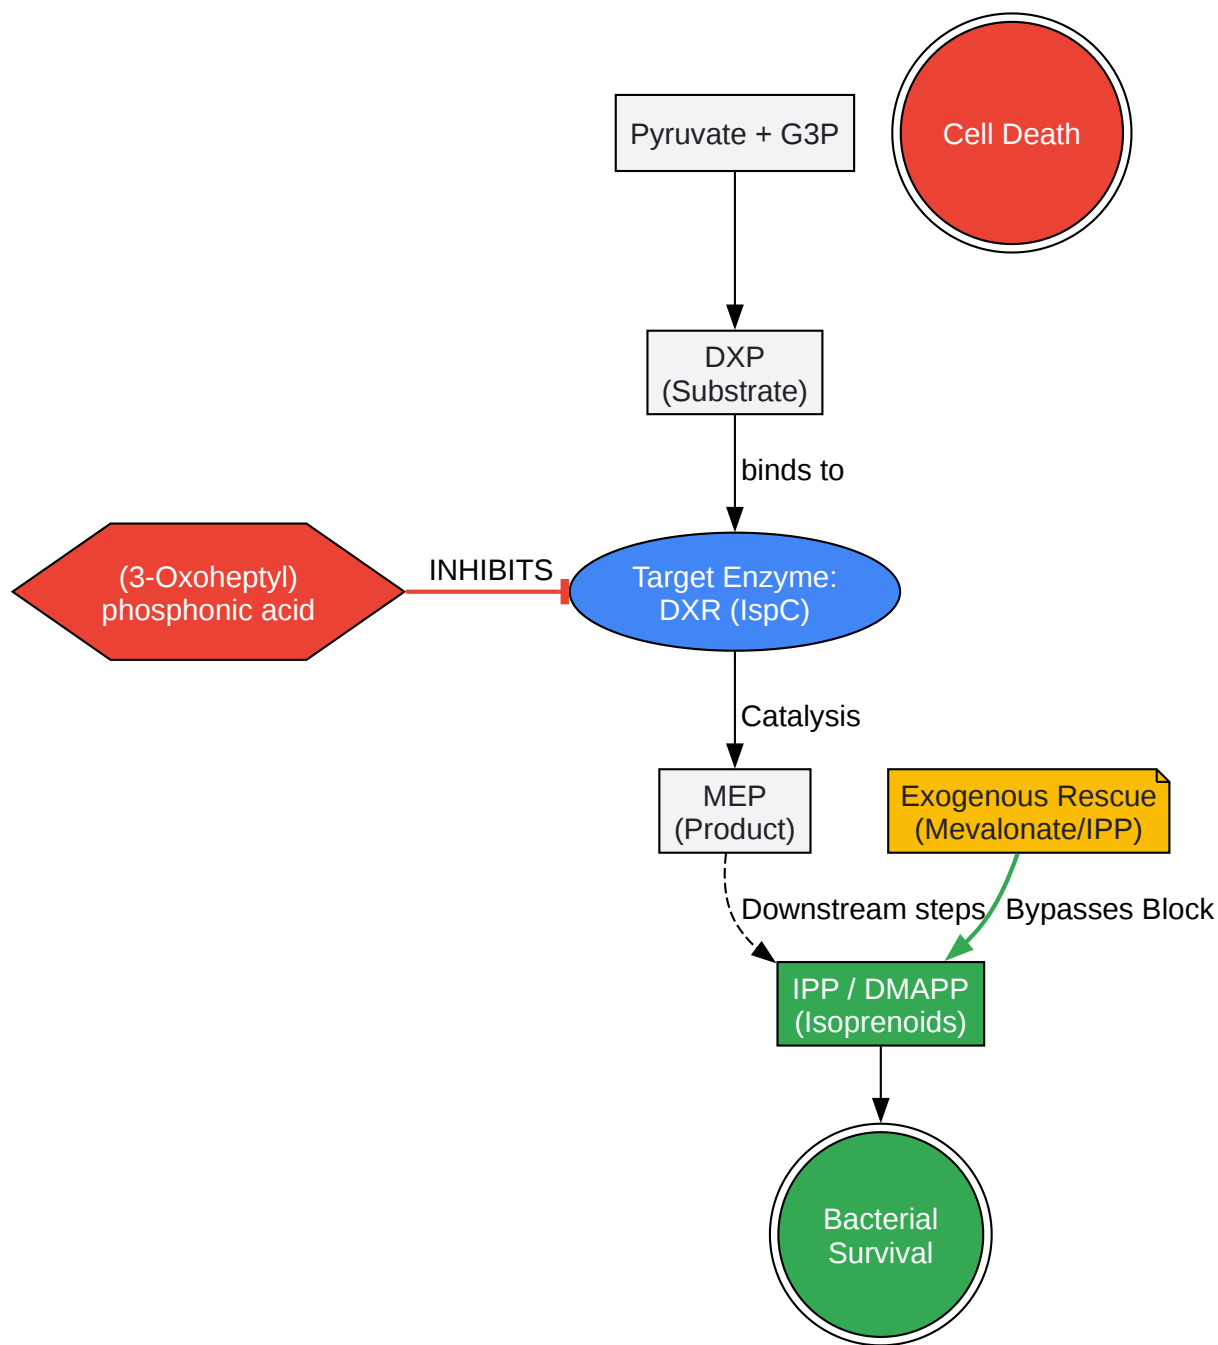 Pyruvate + G3P
Cell Death
DXP
(Substrate)
binds to
(3-Oxoheptyl)
phosphonic acid
INHIBITS
Target Enzyme:
DXR (IspC)
Catalysis
MEP
(Product)
Exogenous Rescue
(Mevalonate/IPP)
Downstream steps
Bypasses Block
IPP / DMAPP
(Isoprenoids)
Bacterial
Survival